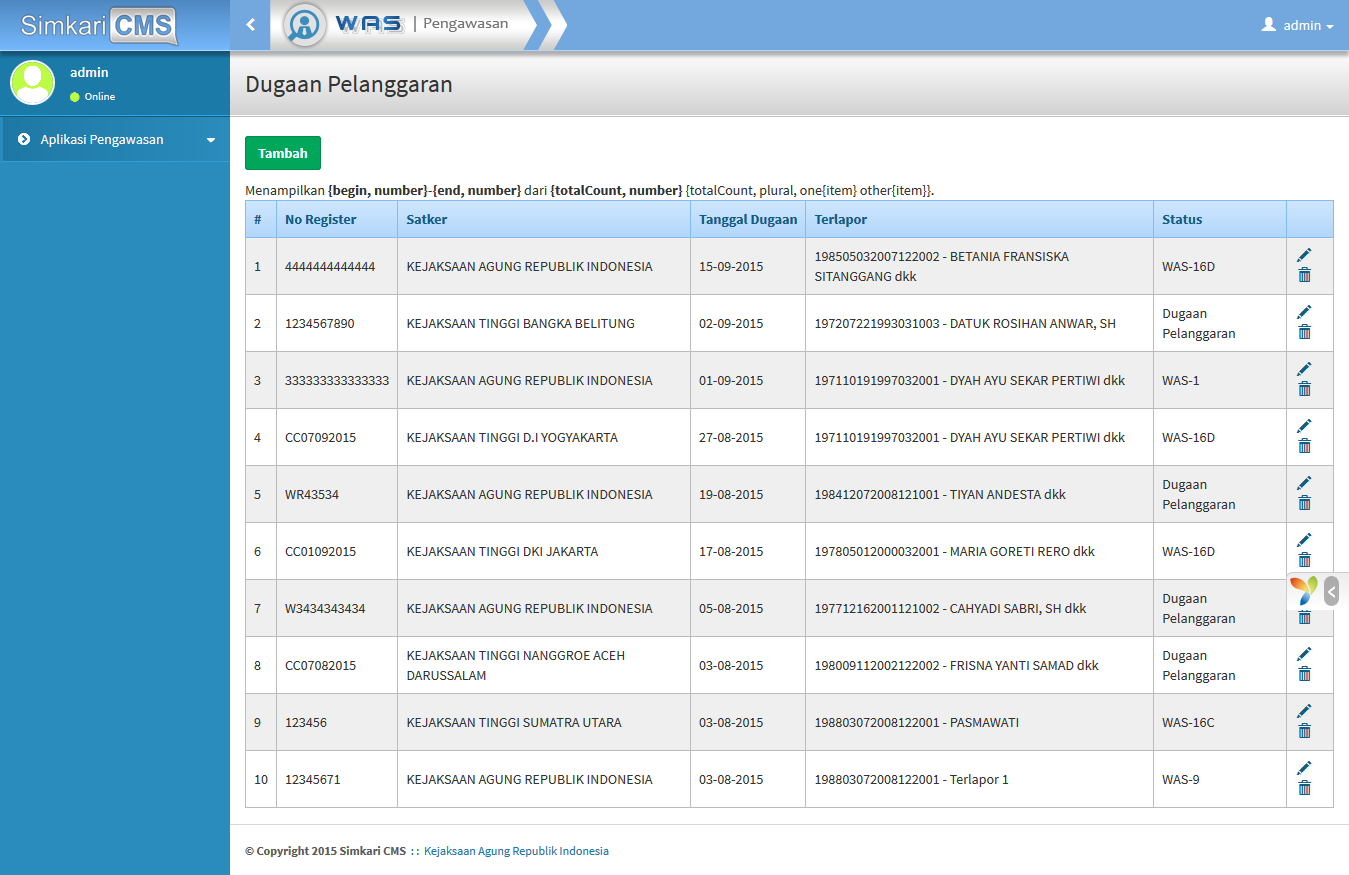 Simkari CMS
WAS | Pengawasan
admin
admin
Online
Aplikasi Pengawasan
Dugaan Pelanggaran
Tambah
Menampilkan {begin, number}-{end, number} dari {totalCount, number} {totalCount, plural, one{item} other{item}}.
# No Register Satker Tanggal Dugaan Terlapor Status
1 4444444444444 KEJAKSAAN AGUNG REPUBLIK INDONESIA 15-09-2015 198505032007122002 - BETANIA FRANSISKA WAS-16D
SITANGGANG dkk
2 1234567890 KEJAKSAAN TINGGI BANGKA BELITUNG 02-09-2015 197207221993031003 - DATUK ROSIHAN ANWAR, SH Dugaan
Pelanggaran
3 333333333333333 KEJAKSAAN AGUNG REPUBLIK INDONESIA 01-09-2015 197110191997032001 - DYAH AYU SEKAR PERTIWI dkk WAS-1
4 CC07092015 KEJAKSAAN TINGGI D.I YOGYAKARTA 27-08-2015 197110191997032001 - DYAH AYU SEKAR PERTIWI dkk WAS-16D
5 WR43534 KEJAKSAAN AGUNG REPUBLIK INDONESIA 19-08-2015 198412072008121001 - TIYAN ANDESTA dkk Dugaan
Pelanggaran
6 CC01092015 KEJAKSAAN TINGGI DKI JAKARTA 17-08-2015 197805012000032001 - MARIA GORETI RERO dkk WAS-16D
7 W3434343434 KEJAKSAAN AGUNG REPUBLIK INDONESIA 05-08-2015 197712162001121002 - CAHYADI SABRI, SH dkk Dugaan
Pelanggaran
8 CC07082015 KEJAKSAAN TINGGI NANGGROE ACEH 03-08-2015 198009112002122002 - FRISNA YANTI SAMAD dkk Dugaan
DARUSSALAM Pelanggaran
9 123456 KEJAKSAAN TINGGI SUMATRA UTARA 03-08-2015 198803072008122001 - PASMAWATI WAS-16C
10 12345671 KEJAKSAAN AGUNG REPUBLIK INDONESIA 03-08-2015 198803072008122001 - Terlapor 1 WAS-9
© Copyright 2015 Simkari CMS :: Kejaksaan Agung Republik Indonesia